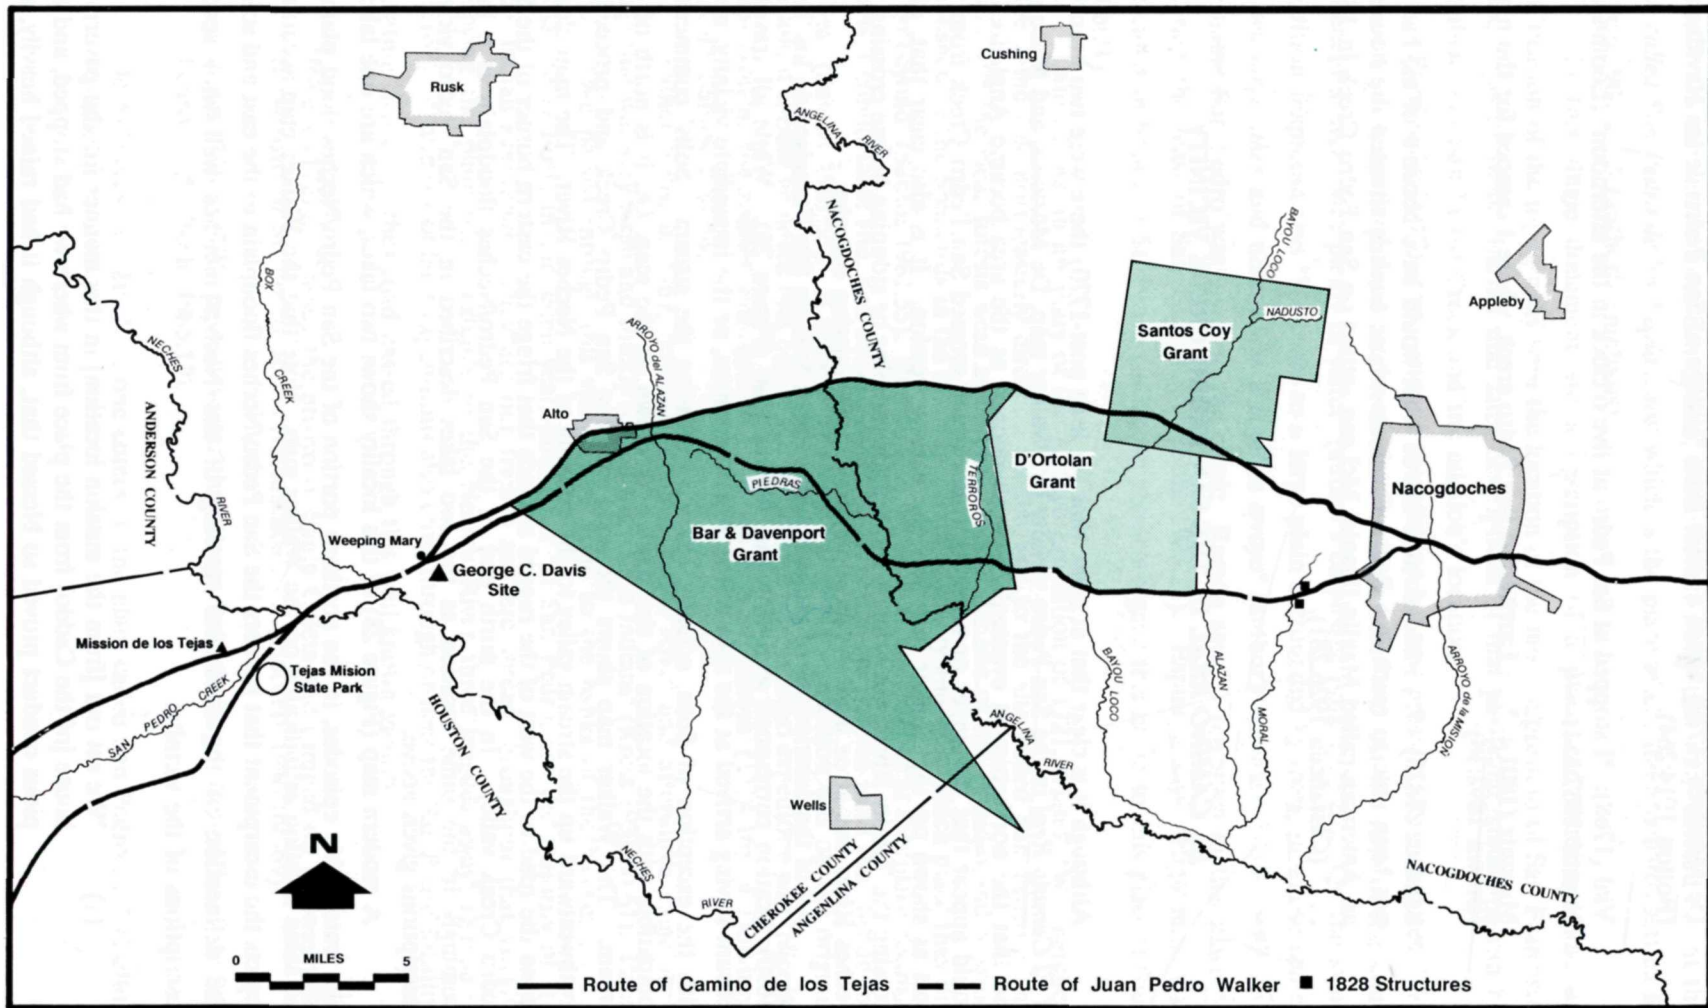 Rusk
Cushing
ANGELINA
RIVER
NACOGDOCHES COUNTY
BAYOU LOCO
NADUSTO
Appleby
Santos Coy
Grant
BOX
CREEK
NECHES
RIVER
ANDERSON COUNTY
ARROYO del ALAZAN
Alto
D'Ortolan
Grant
TERROROS
PIEDRAS
Nacogdoches
Bar & Davenport
Grant
Weeping Mary
George C. Davis
Site
Mission de los Tejas
Tejas Mision
State Park
SAN PEDRO
CREEK
HOUSTON COUNTY
BAYOU LOCO
ALAZAN
MORAL
ARROYO de la MISION
ANGELINA
RIVER
Wells
NECHES
RIVER
CHEROKEE COUNTY
ANGENLINA COUNTY
NACOGDOCHES COUNTY
N
0 MILES 5
Route of Camino de los Tejas
Route of Juan Pedro Walker
1828 Structures